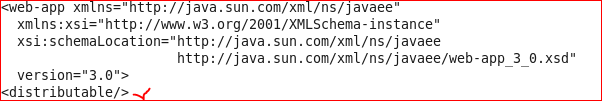 <web-app xmlns="http://java.sun.com/xml/ns/javaee"
xmlns:xsi="http://www.w3.org/2001/XMLSchema-instance"
xsi:schemaLocation="http://java.sun.com/xml/ns/javaee
http://java.sun.com/xml/ns/javaee/web-app_3_0.xsd"
version="3.0">
<distributable/>